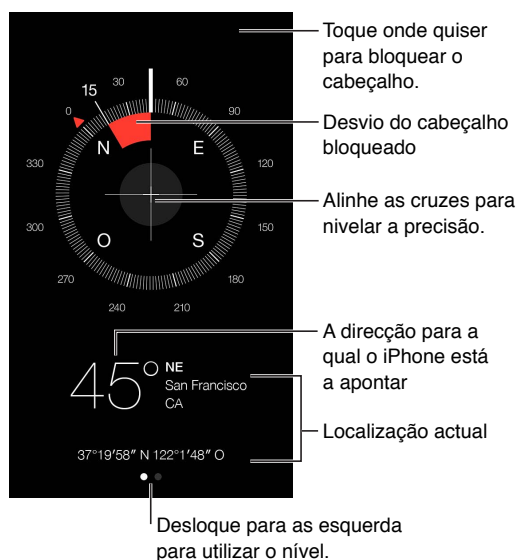 Toque onde quiser
para bloquear o
cabeçalho.
Desvio do cabeçalho
bloqueado
Alinhe as cruzes para
nivelar a precisão.
A direcção para a
qual o iPhone está
a apontar
Localização actual
Desloque para as esquerda
para utilizar o nível.
15
30
60
0
90
N
E
330
120
300
150
O
S
270
180
240
210
45° NE
San Francisco
CA
37°19′58″ N 122°1′48″ O